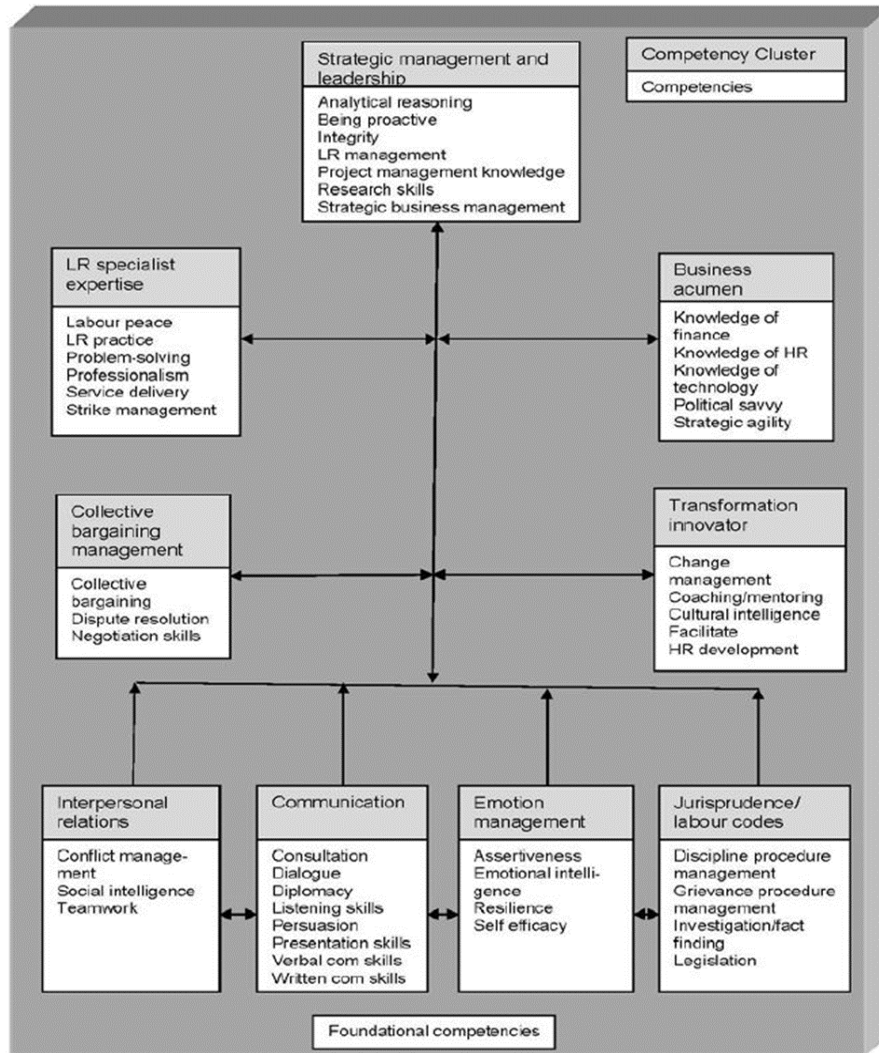 Strategic management and
leadership
Analytical reasoning
Being proactive
Integrity
LR management
Project management knowledge
Research skills
Strategic business management
Competency Cluster
Competencies
LR specialist
expertise
Labour peace
LR practice
Problem-solving
Professionalism
Service delivery
Strike management
Business
acumen
Knowledge of
finance
Knowledge of HR
Knowledge of
technology
Political savvy
Strategic agility
Collective
bargaining
management
Collective
bargaining
Dispute resolution
Negotiation skills
Transformation
innovator
Change
management
Coaching/mentoring
Cultural intelligence
Facilitate
HR development
Interpersonal
relations
Conflict manage-
ment
Social intelligence
Teamwork
Communication
Consultation
Dialogue
Diplomacy
Listening skills
Persuasion
Presentation skills
Verbal com skills
Written com skills
Emotion
management
Assertiveness
Emotional intelli-
gence
Resilience
Self efficacy
Jurisprudence/
labour codes
Discipline procedure
management
Grievance procedure
management
Investigation/fact
finding
Legislation
Foundational competencies